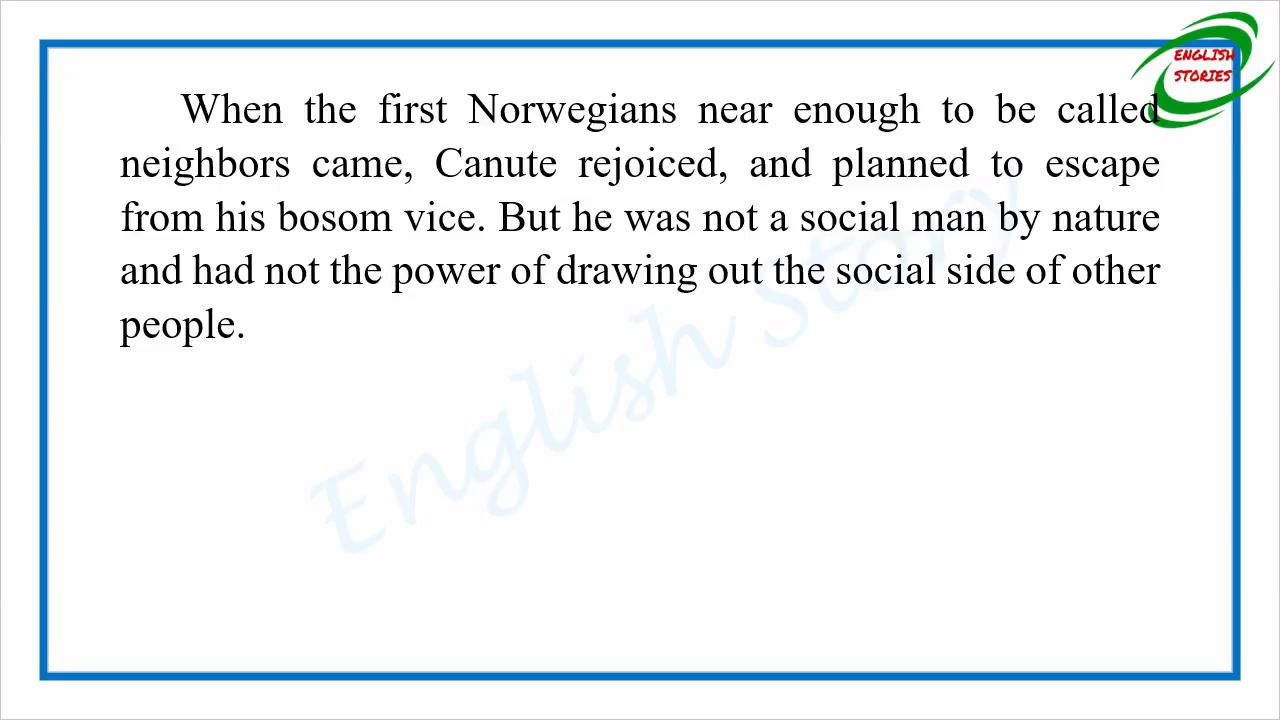 ENGLISH
STORIES
When the first Norwegians near enough to be called
neighbors came, Canute rejoiced, and planned to escape
from his bosom vice. But he was not a social man by nature
and had not the power of drawing out the social side of other
people.
English Story